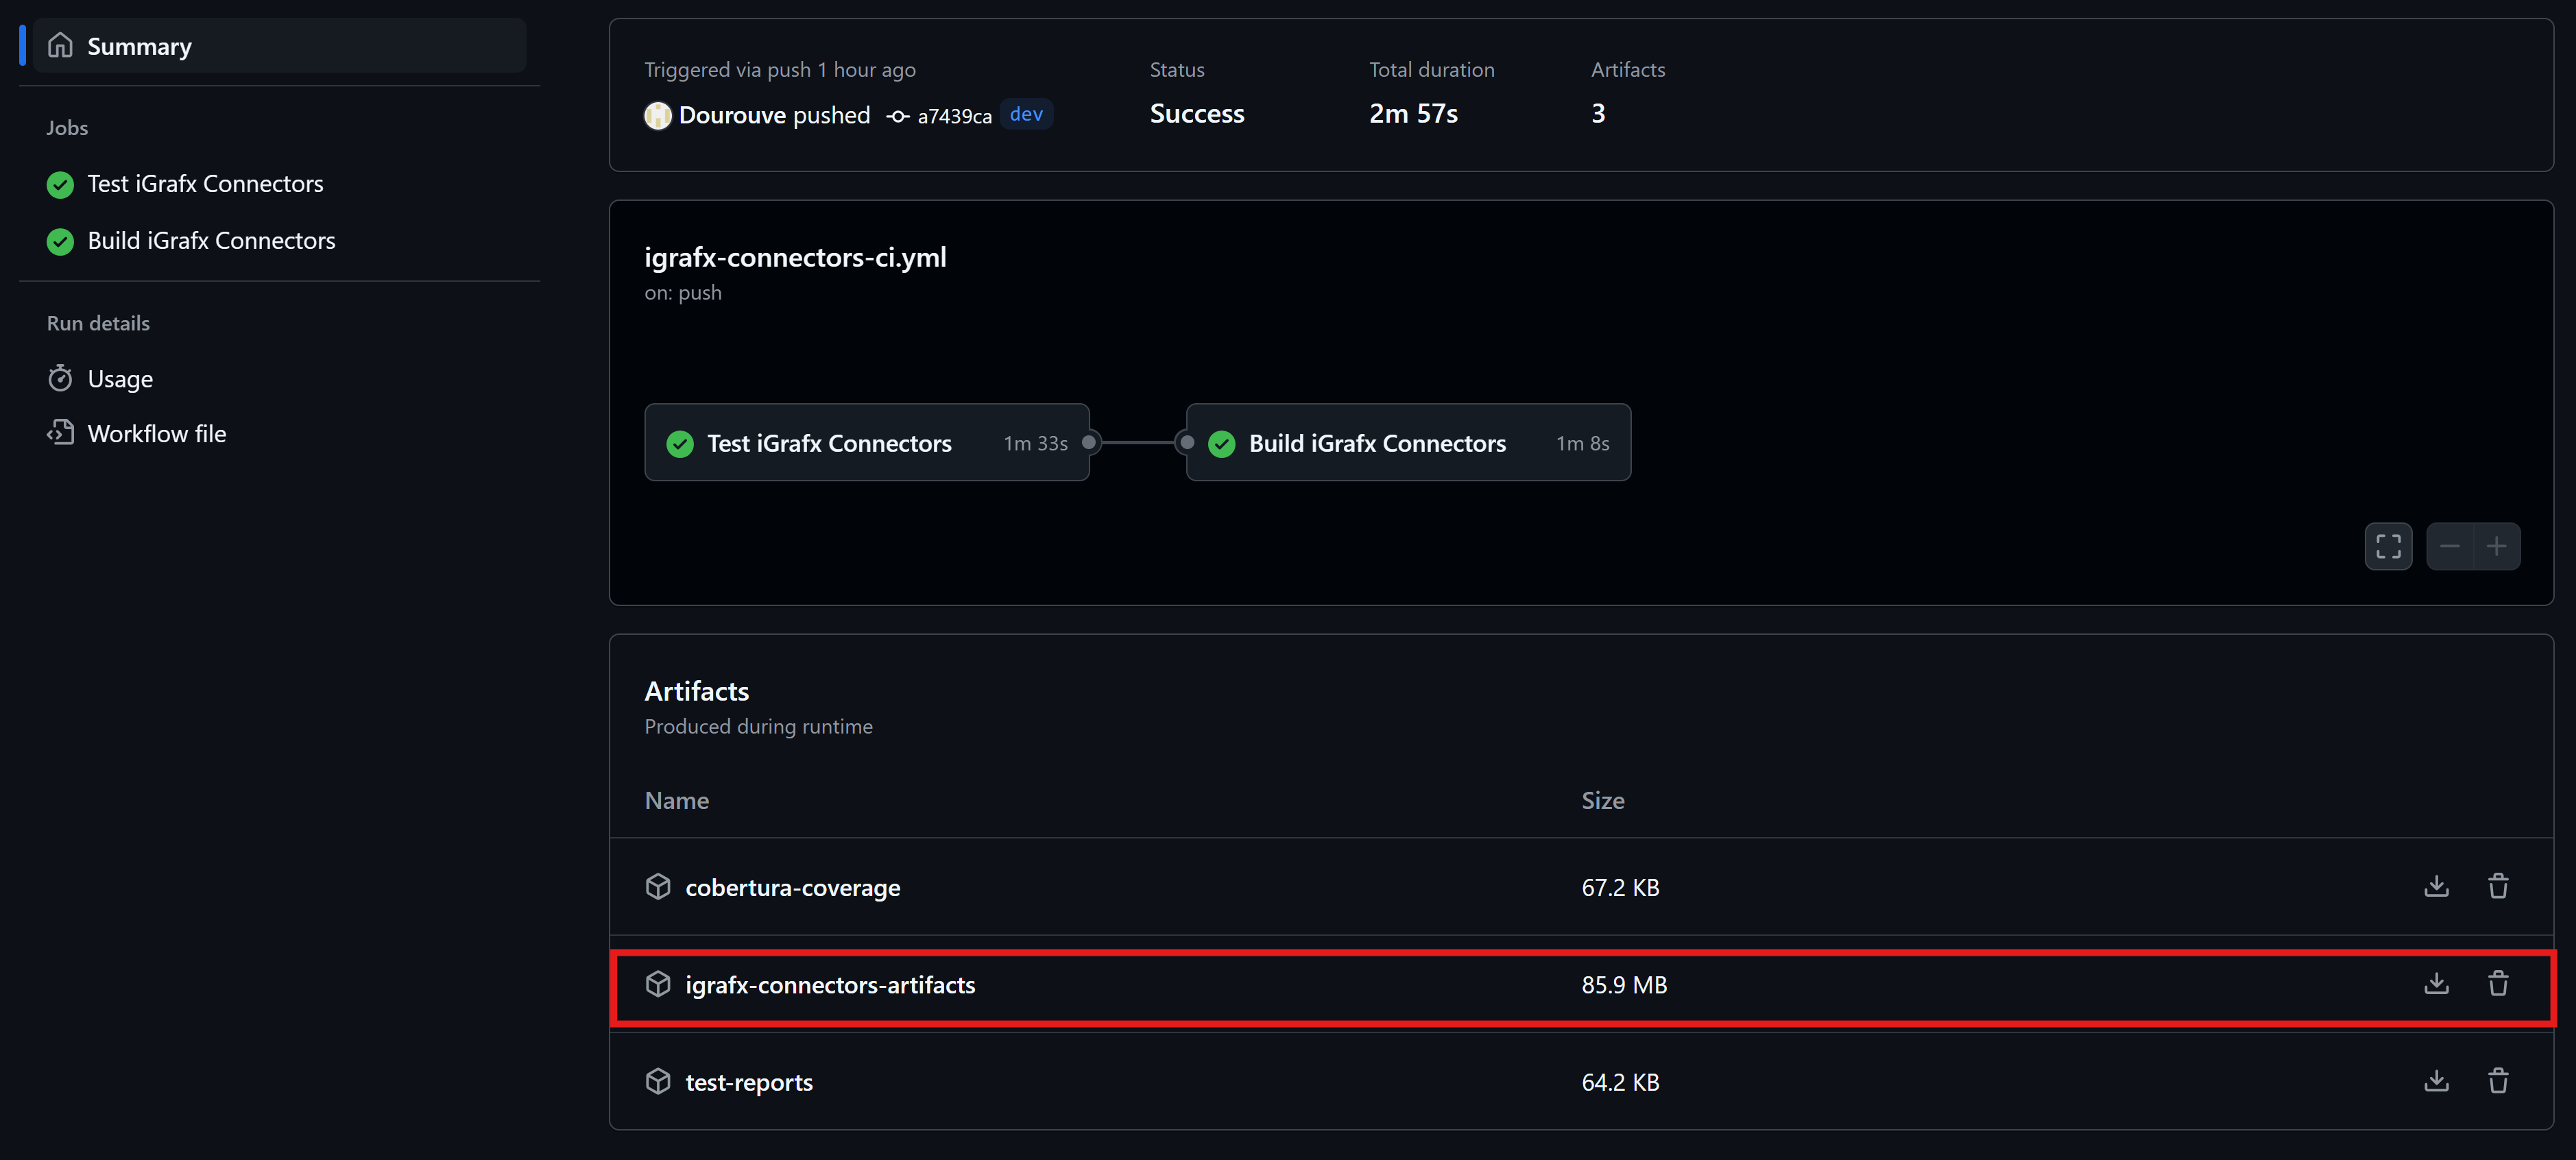 Summary
Jobs
Test iGrafx Connectors
Build iGrafx Connectors
Run details
Usage
Workflow file
Triggered via push 1 hour ago
Dourouve pushed a7439ca dev
Status
Success
Total duration
2m 57s
Artifacts
3
igrafx-connectors-ci.yml
on: push
Test iGrafx Connectors 1m 33s
Build iGrafx Connectors 1m 8s
Artifacts
Produced during runtime
Name Size
cobertura-coverage 67.2 KB
igrafx-connectors-artifacts 85.9 MB
test-reports 64.2 KB